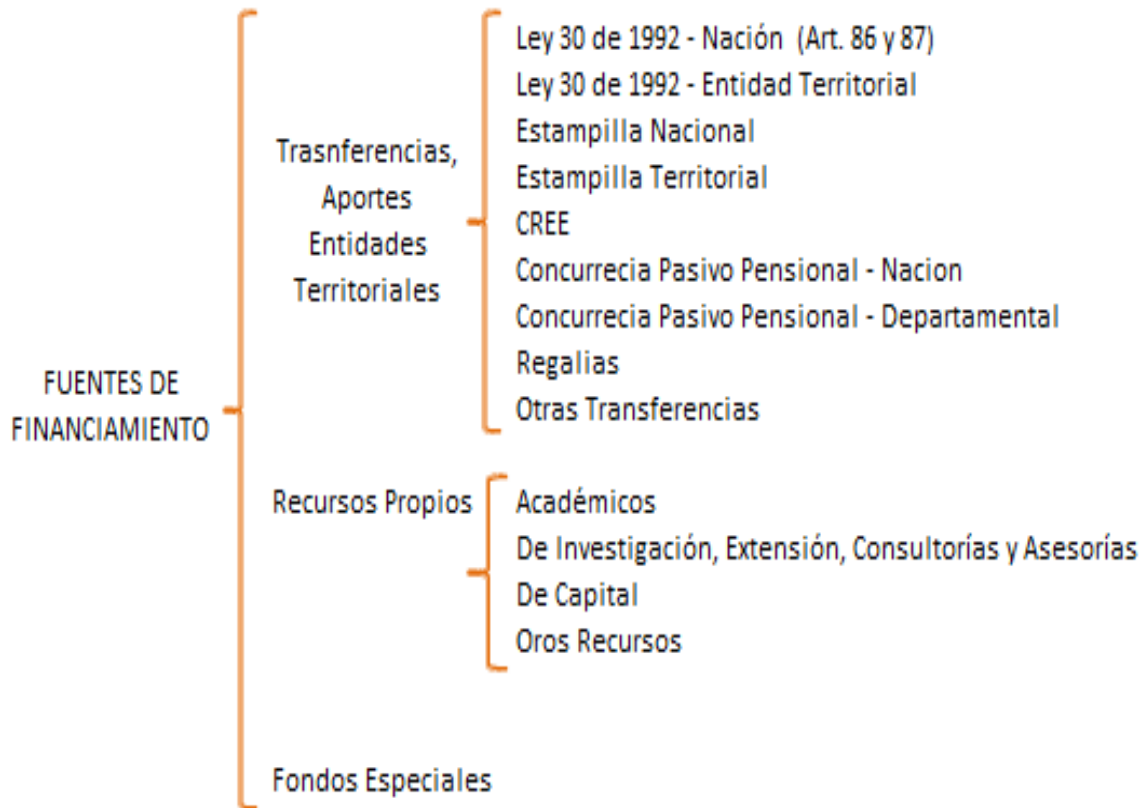 FUENTES DE
FINANCIAMIENTO
Trasnferencias,
Aportes
Entidades
Territoriales
Ley 30 de 1992 - Nación (Art. 86 y 87)
Ley 30 de 1992 - Entidad Territorial
Estampilla Nacional
Estampilla Territorial
CREE
Concurrecia Pasivo Pensional - Nacion
Concurrecia Pasivo Pensional - Departamental
Regalias
Otras Transferencias
Recursos Propios
Académicos
De Investigación, Extensión, Consultorías y Asesorías
De Capital
Oros Recursos
Fondos Especiales